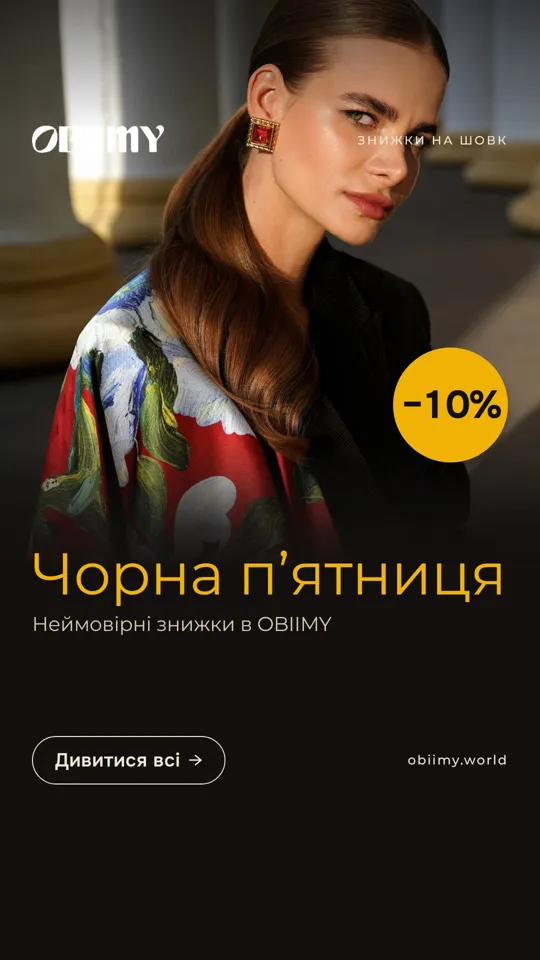 OBIIMY
ЗНИЖКИ НА ШОВК
-10%
Чорна п’ятниця
Неймовірні знижки в OBIIMY
Дивитися всі →
obiimy.world